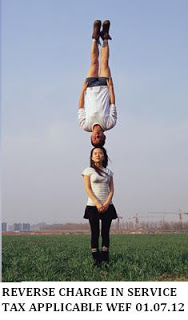 REVERSE CHARGE IN SERVICE
TAX APPLICABLE WEF 01.07.12